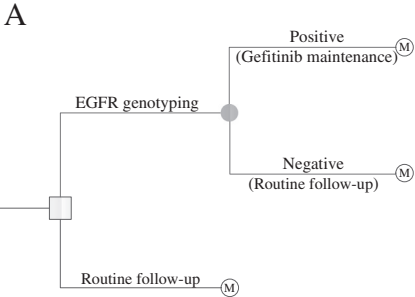 A
Positive
(Gefitinib maintenance)
M
EGFR genotyping
Negative
(Routine follow-up)
M
Routine follow-up
M